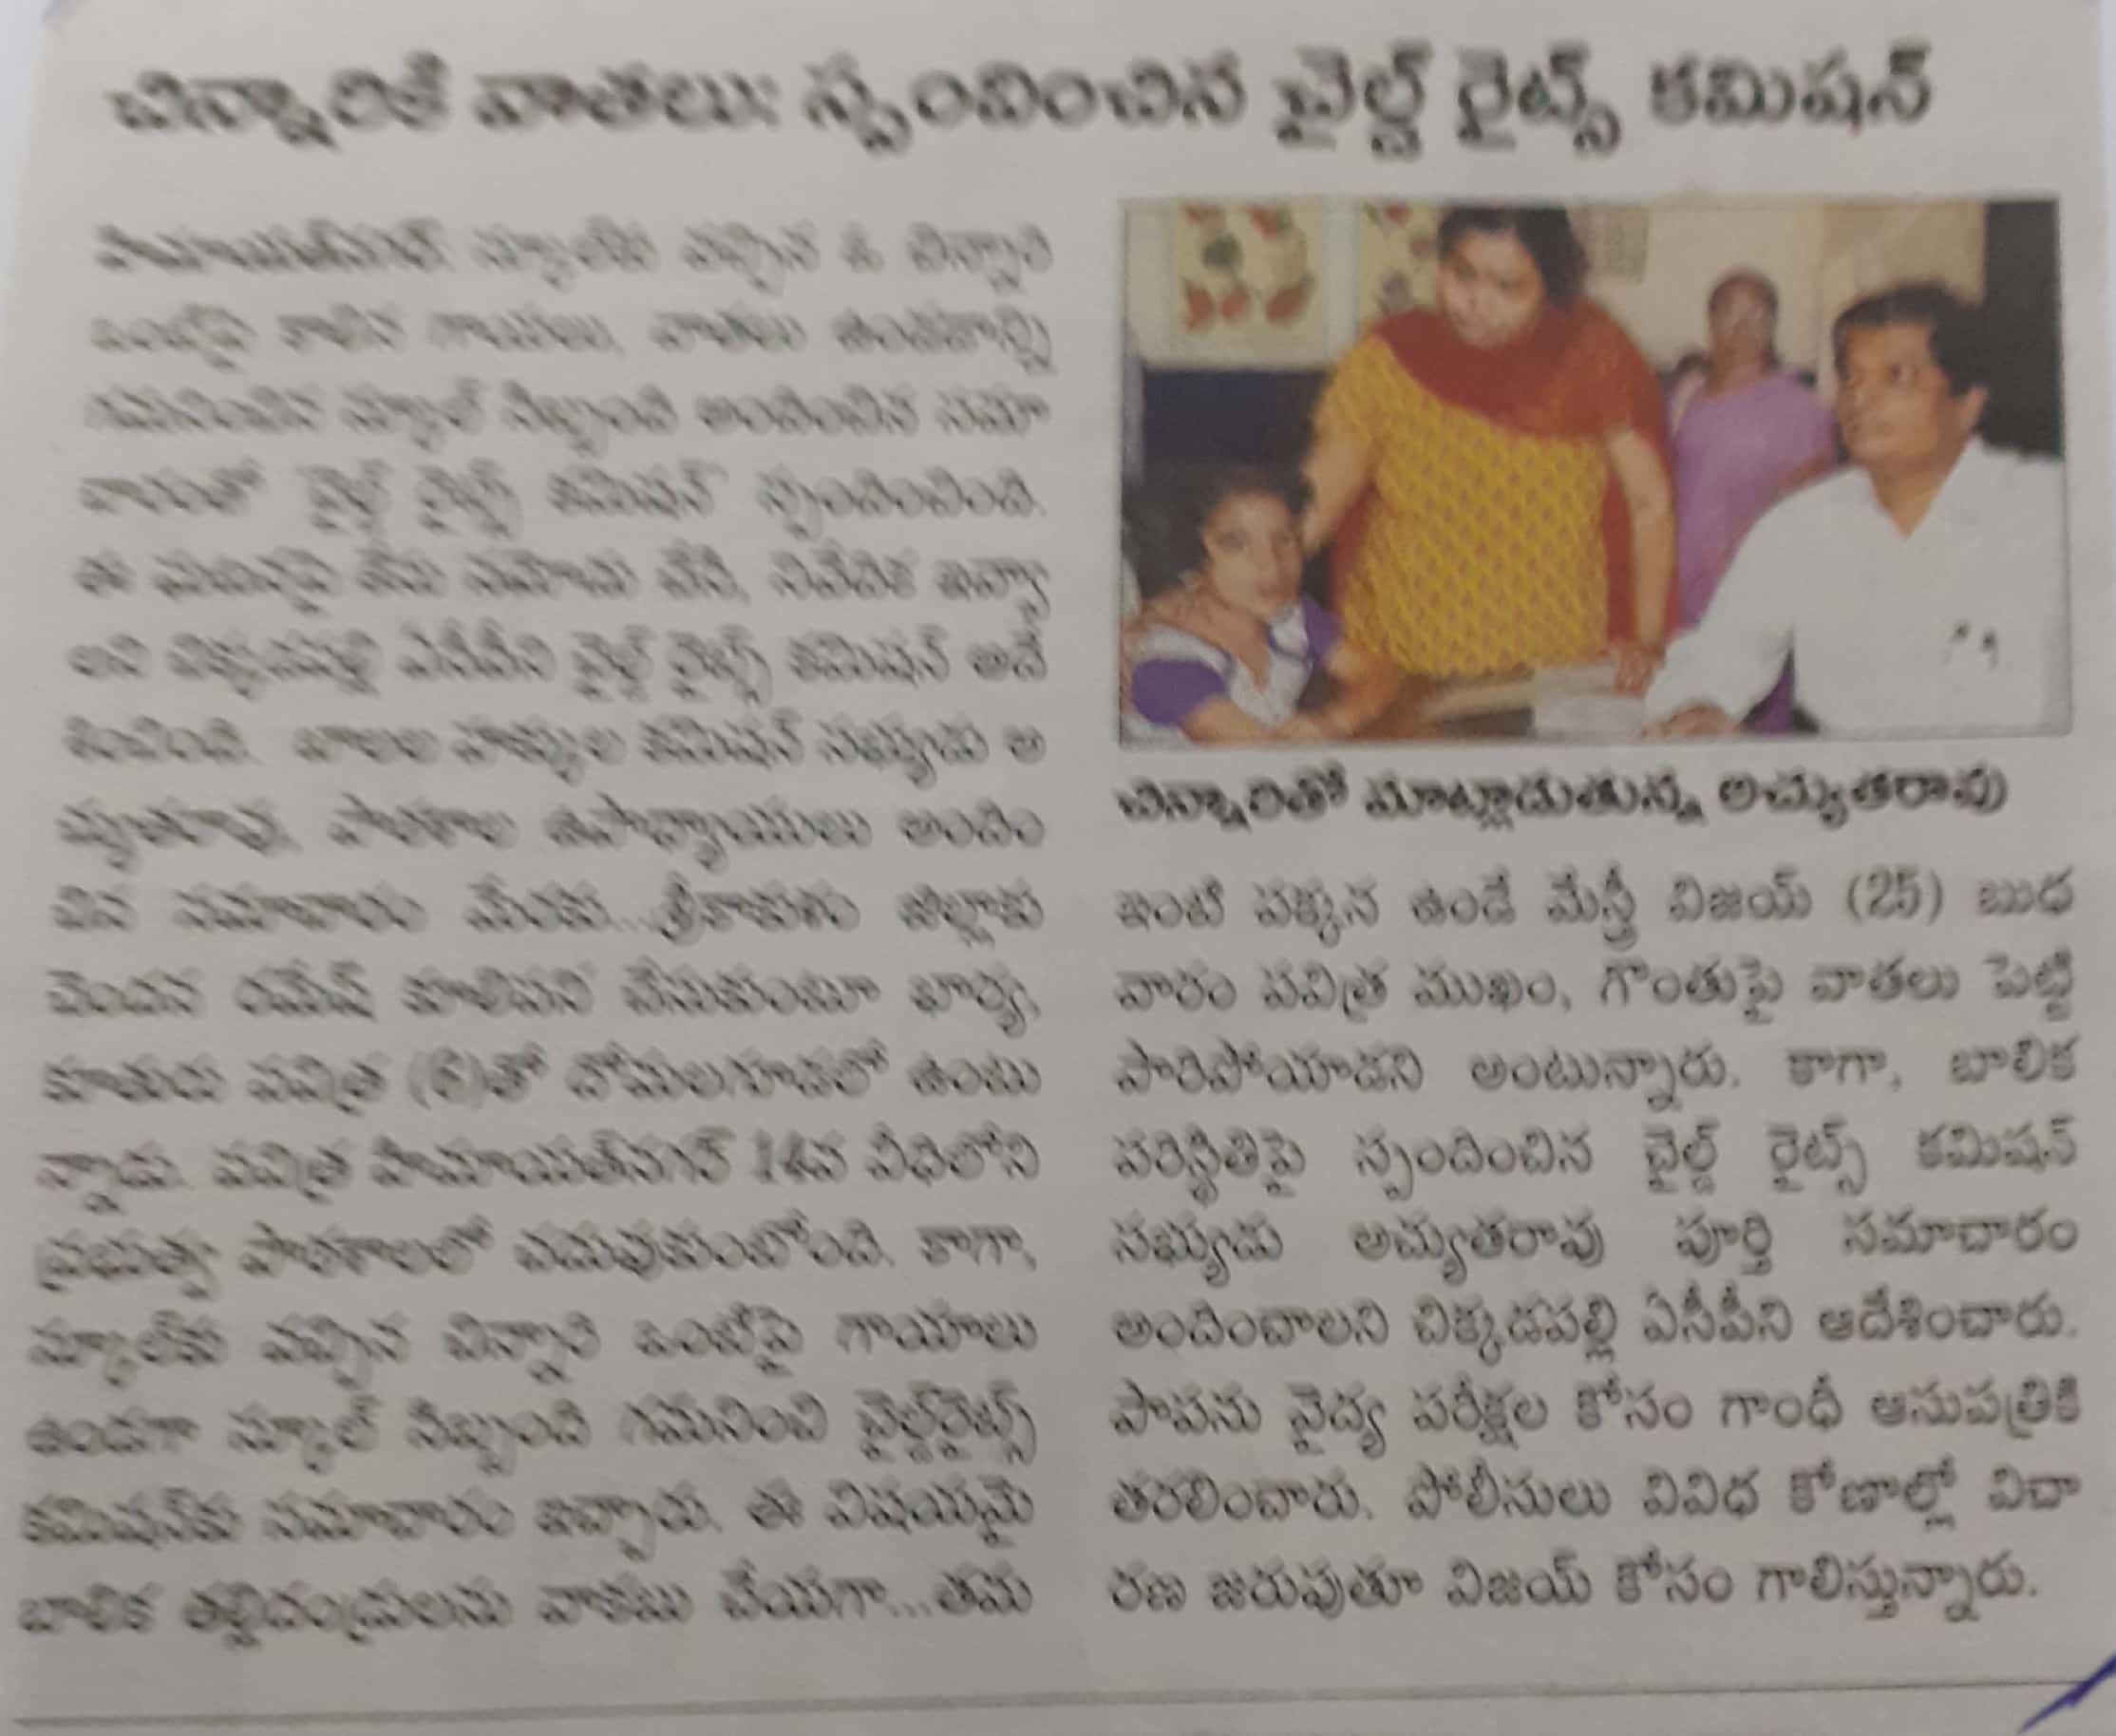 చిన్నారికి వాతలు: స్పందించిన చైల్డ్ రైట్స్ కమిషన్
హిమాయత్‌నగర్: స్కూల్‌కు వచ్చిన ఓ చిన్నారి
ఒంటిపై కాలిన గాయాలు, వాతలు ఉండడాన్ని
గమనించిన స్కూల్ సిబ్బంది అందించిన సమా
చారంతో చైల్డ్ రైట్స్ కమిషన్ స్పందించింది.
ఈ ఘటనపై కేసు నమోదు చేసి, నివేదిక ఇవ్వా
లని చిక్కడపల్లి ఏసీపీని చైల్డ్ రైట్స్ కమిషన్ ఆదే
శించింది. బాలల హక్కుల కమిషన్ సభ్యుడు అ
చ్యుతరావు, పాఠశాల ఉపాధ్యాయులు అందిం
చిన సమాచారం మేరకు...శ్రీకాకుళం జిల్లాకు
చెందిన రమేష్ కూలిపని చేసుకుంటూ భార్య,
కూతురు పవిత్ర (6)తో దోమలగూడలో ఉంటు
న్నాడు. పవిత్ర హిమాయత్‌నగర్ 14వ వీధిలోని
ప్రభుత్వ పాఠశాలలో చదువుకుంటోంది. కాగా,
స్కూల్‌కు వచ్చిన చిన్నారి ఒంటిపై గాయాలు
ఉండగా స్కూల్ సిబ్బంది గమనించి చైల్డ్‌రైట్స్
కమిషన్‌కు సమాచారం ఇచ్చారు. ఈ విషయమై
బాలిక తల్లిదండ్రులను వాకబు చేయగా...తమ
చిన్నారితో మాట్లాడుతున్న అచ్యుతరావు
ఇంటి పక్కన ఉండే మేస్త్రీ విజయ్ (25) బుధ
వారం పవిత్ర ముఖం, గొంతుపై వాతలు పెట్టి
పారిపోయాడని అంటున్నారు. కాగా, బాలిక
పరిస్థితిపై స్పందించిన చైల్డ్ రైట్స్ కమిషన్
సభ్యుడు అచ్యుతరావు పూర్తి సమాచారం
అందించాలని చిక్కడపల్లి ఏసీపీని ఆదేశించారు.
పాపను వైద్య పరీక్షల కోసం గాంధీ ఆసుపత్రికి
తరలించారు. పోలీసులు వివిధ కోణాల్లో విచా
రణ జరుపుతూ విజయ్ కోసం గాలిస్తున్నారు.